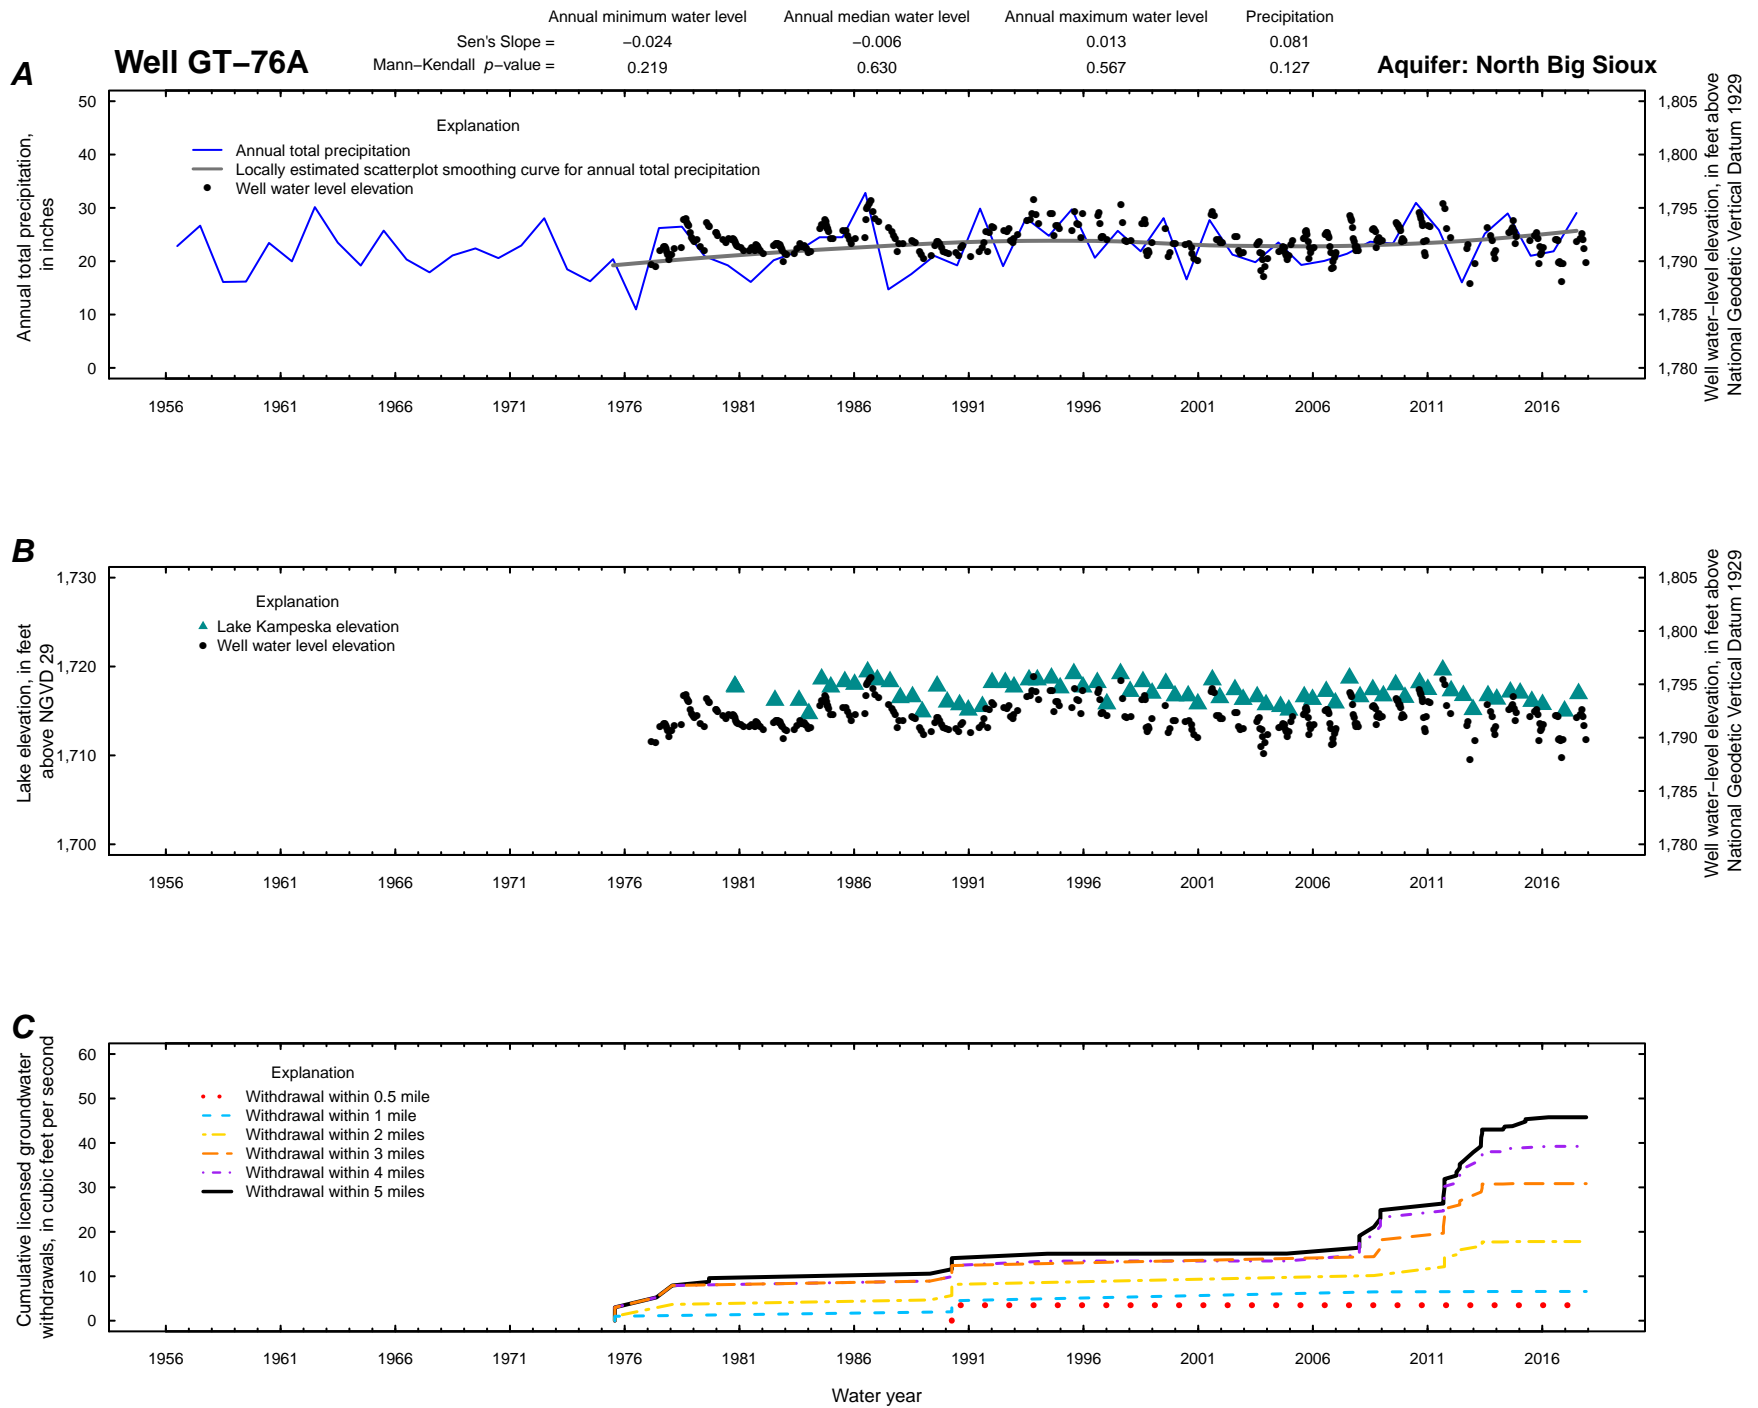 Annual minimum water level Annual median water level Annual maximum water level Precipitation
Sen's Slope = −0.024 −0.006 0.013 0.081
Mann−Kendall p−value = 0.219 0.630 0.567 0.127
Well GT−76A
Aquifer: North Big Sioux
A
Annual total precipitation,
in inches
50
40
30
20
10
0
Explanation
Annual total precipitation
Locally estimated scatterplot smoothing curve for annual total precipitation
Well water level elevation
1,805
1,800
1,795
1,790
1,785
1,780
Well water−level elevation, in feet above
National Geodetic Vertical Datum 1929
1956 1961 1966 1971 1976 1981 1986 1991 1996 2001 2006 2011 2016
B
Lake elevation, in feet
above NGVD 29
1,730
1,720
1,710
1,700
Explanation
Lake Kampeska elevation
Well water level elevation
1,805
1,800
1,795
1,790
1,785
1,780
Well water−level elevation, in feet above
National Geodetic Vertical Datum 1929
1956 1961 1966 1971 1976 1981 1986 1991 1996 2001 2006 2011 2016
C
Cumulative licensed groundwater
withdrawals, in cubic feet per second
60
50
40
30
20
10
0
Explanation
Withdrawal within 0.5 mile
Withdrawal within 1 mile
Withdrawal within 2 miles
Withdrawal within 3 miles
Withdrawal within 4 miles
Withdrawal within 5 miles
1956 1961 1966 1971 1976 1981 1986 1991 1996 2001 2006 2011 2016
Water year